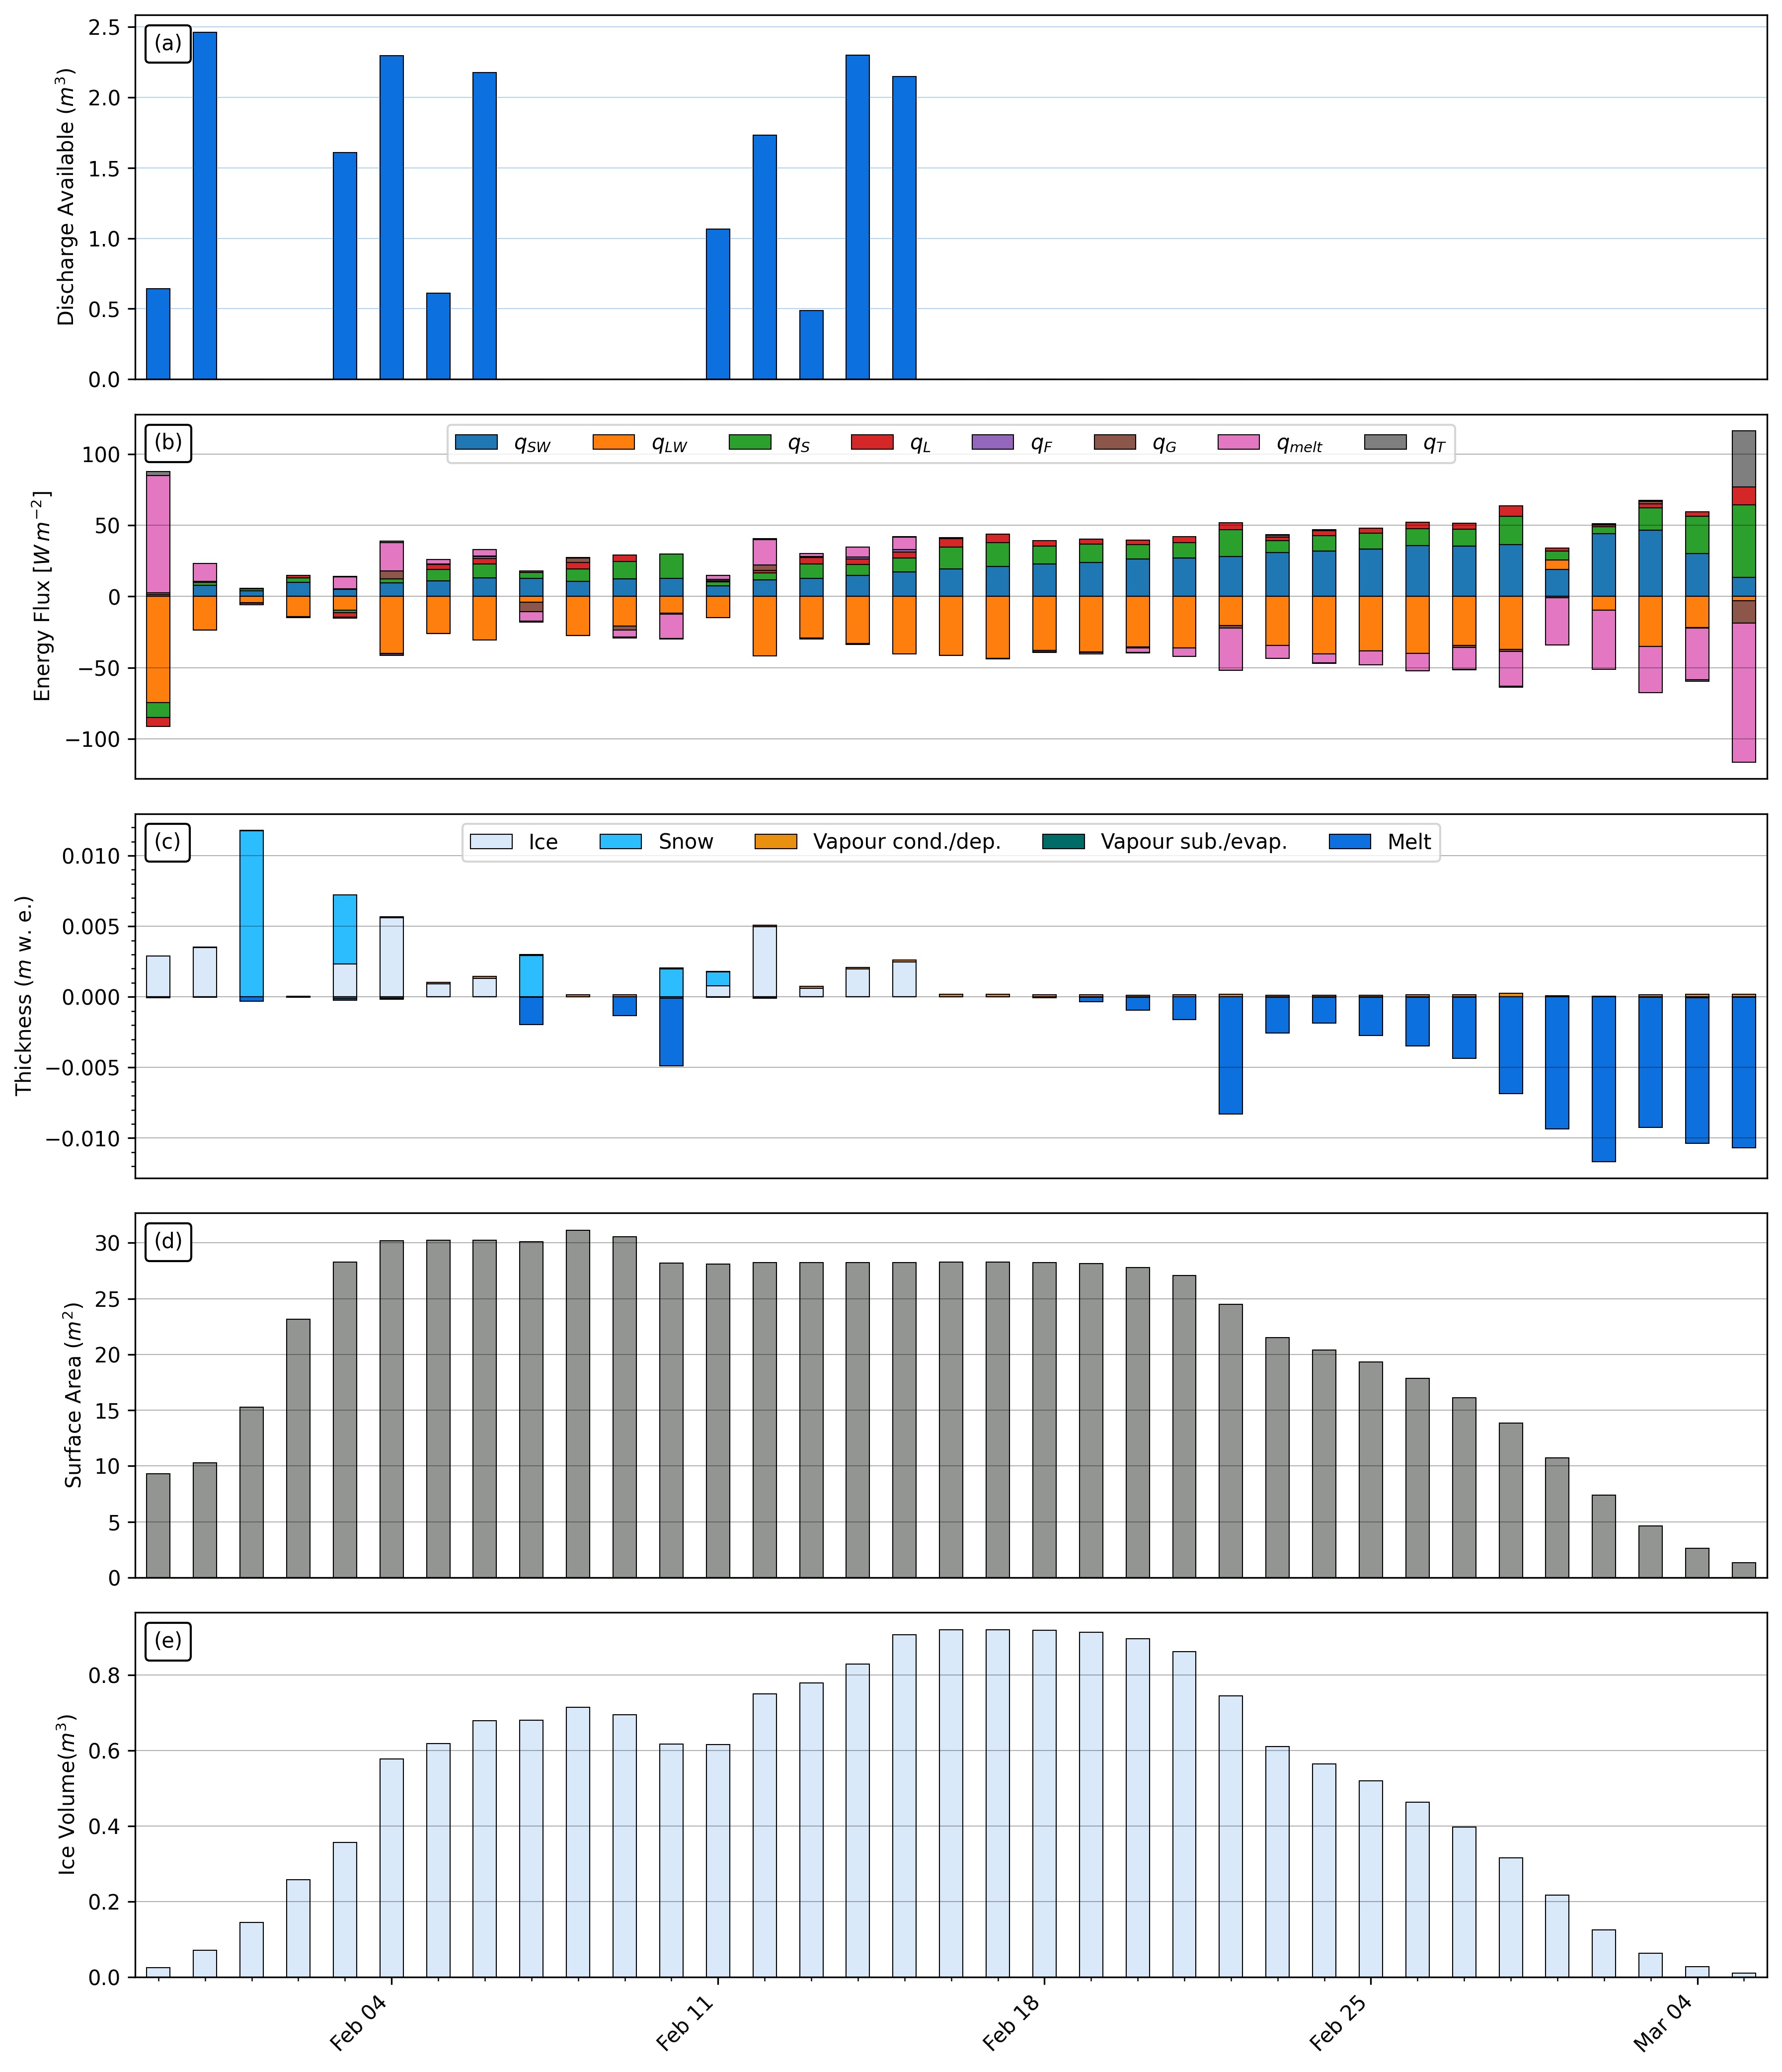 (a)
Discharge Available (m³)
2.5
2.0
1.5
1.0
0.5
0.0
(b)
q_SW q_LW q_S q_L q_F q_G q_melt q_T
Energy Flux [W m⁻²]
100
50
0
−50
−100
(c)
Ice Snow Vapour cond./dep. Vapour sub./evap. Melt
Thickness (m w. e.)
0.010
0.005
0.000
−0.005
−0.010
(d)
Surface Area (m²)
30
25
20
15
10
5
0
(e)
Ice Volume(m³)
0.8
0.6
0.4
0.2
0.0
Feb 04 Feb 11 Feb 18 Feb 25 Mar 04